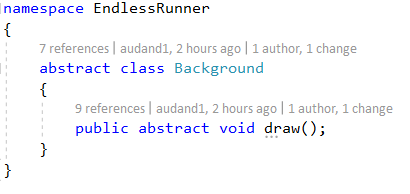 namespace EndlessRunner
{
7 references | audand1, 2 hours ago | 1 author, 1 change
abstract class Background
{
9 references | audand1, 2 hours ago | 1 author, 1 change
public abstract void draw();
}
}